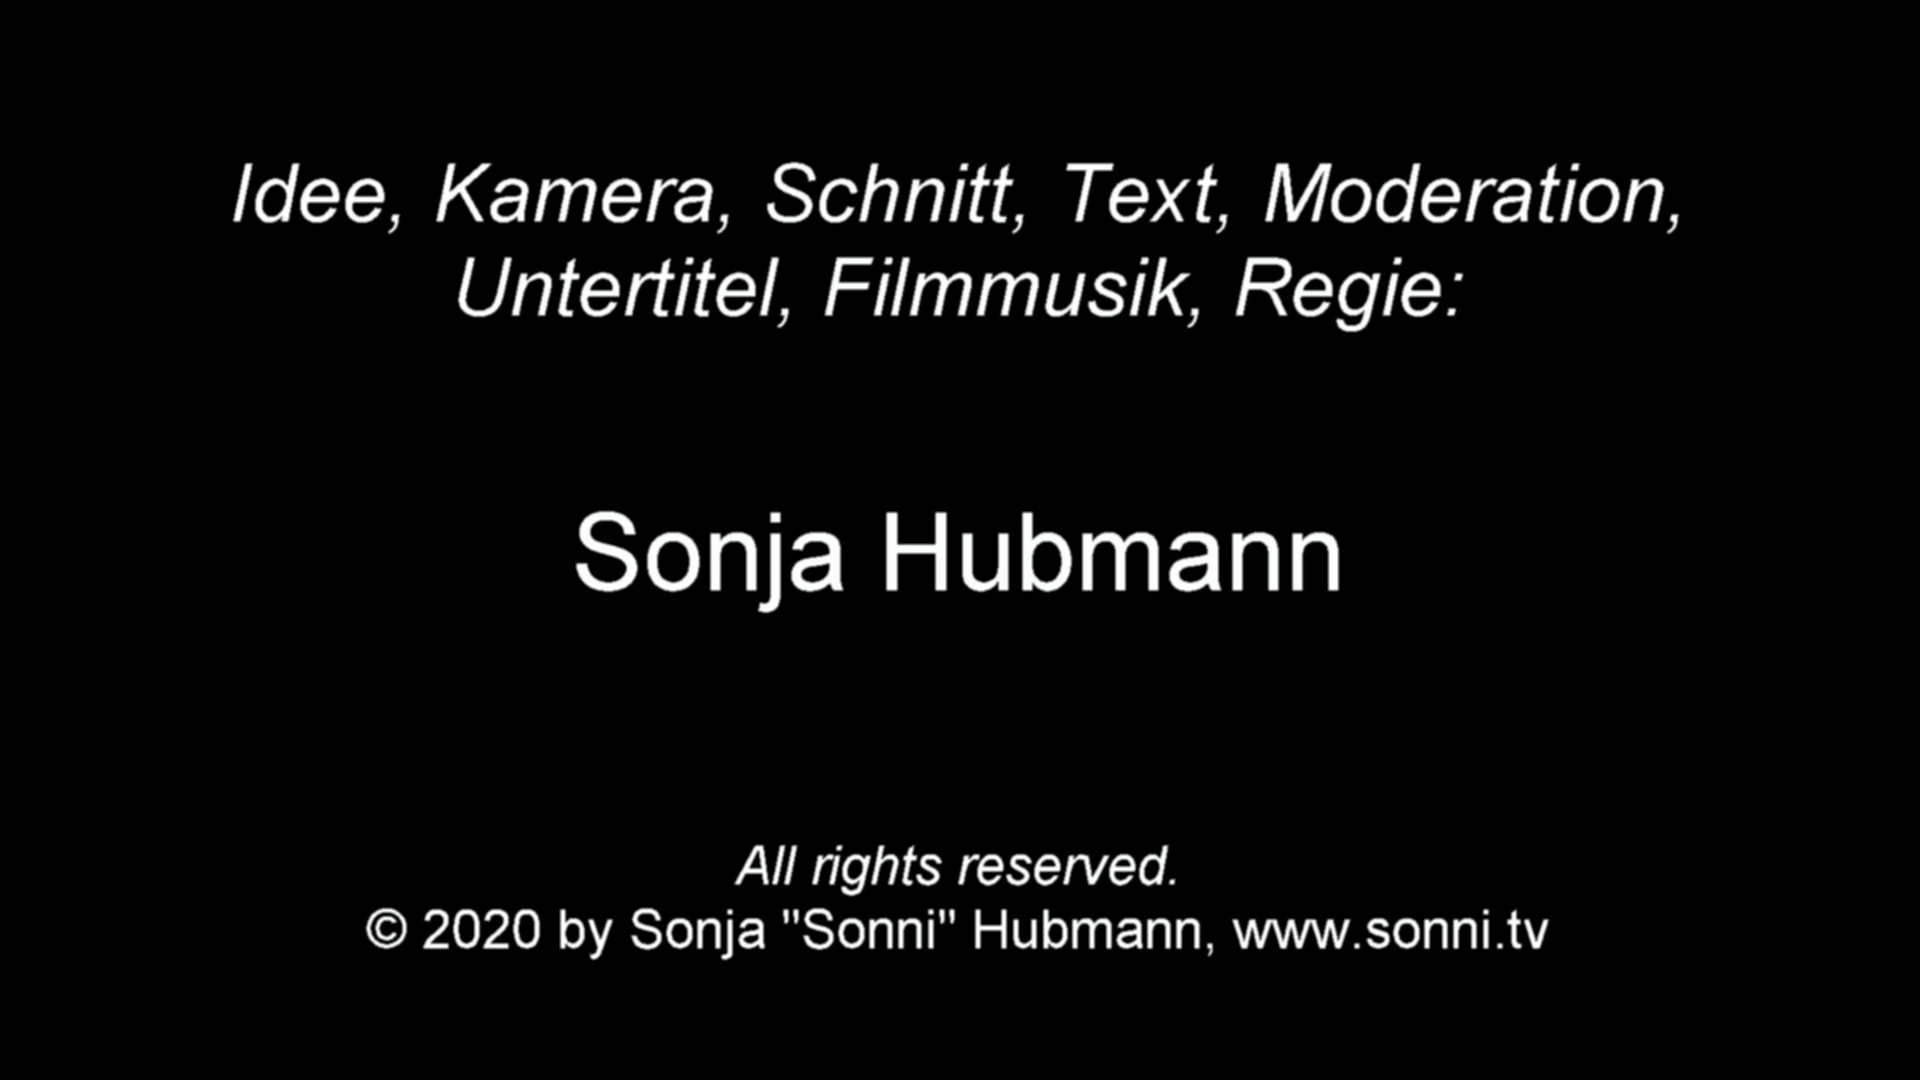 Idee, Kamera, Schnitt, Text, Moderation,
Untertitel, Filmmusik, Regie:
Sonja Hubmann
All rights reserved.
© 2020 by Sonja "Sonni" Hubmann, www.sonni.tv